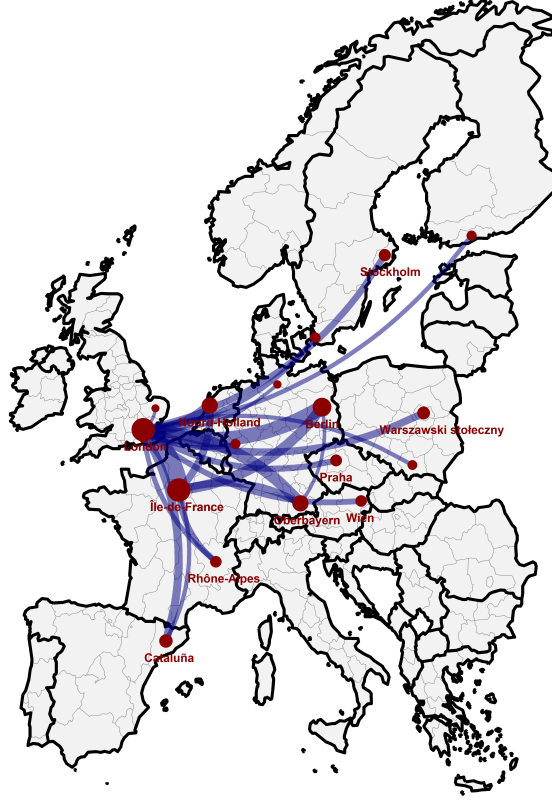 Stockholm
Noord-Holland
Berlin
Warszawski stołeczny
London
Praha
Île-de-France
Oberbayern
Wien
Rhône-Alpes
Cataluña